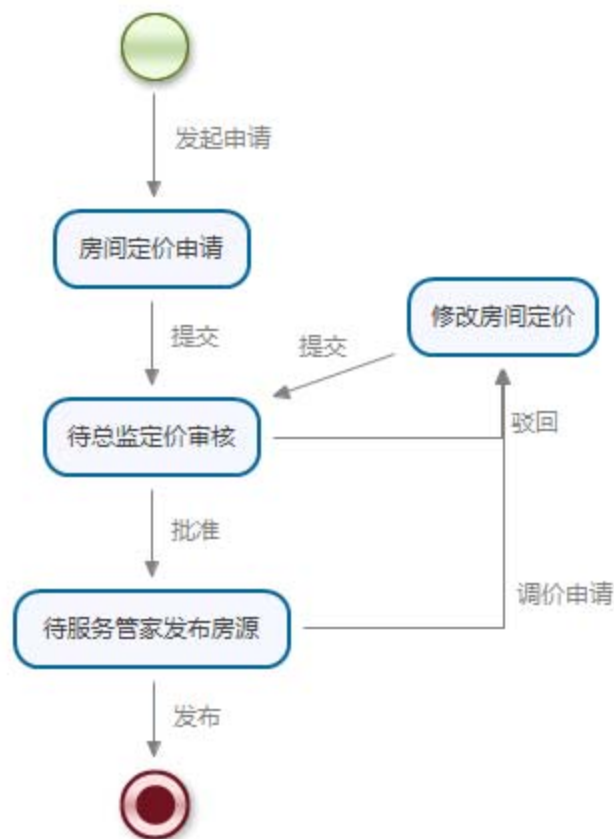 发起申请
房间定价申请
修改房间定价
提交
提交
待总监定价审核
驳回
批准
调价申请
待服务管家发布房源
发布